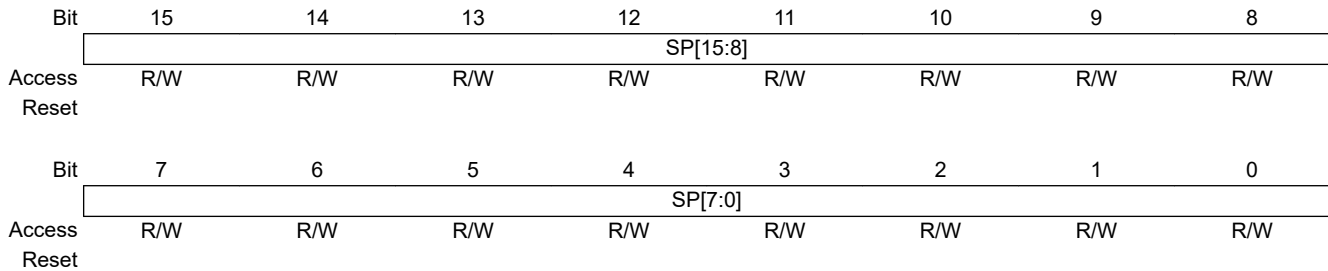 Bit 15 14 13 12 11 10 9 8
SP[15:8]
Access R/W R/W R/W R/W R/W R/W R/W R/W
Reset
Bit 7 6 5 4 3 2 1 0
SP[7:0]
Access R/W R/W R/W R/W R/W R/W R/W R/W
Reset